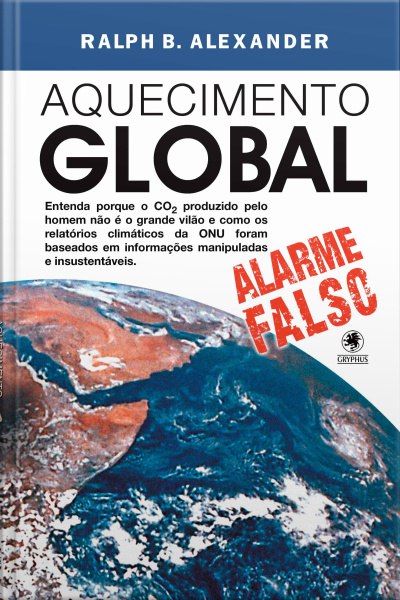 RALPH B. ALEXANDER
AQUECIMENTO
GLOBAL
Entenda porque o CO₂ produzido pelo
homem não é o grande vilão e como os
relatórios climáticos da ONU foram
baseados em informações manipuladas
e insustentáveis.
ALARME
FALSO
GRYPHUS